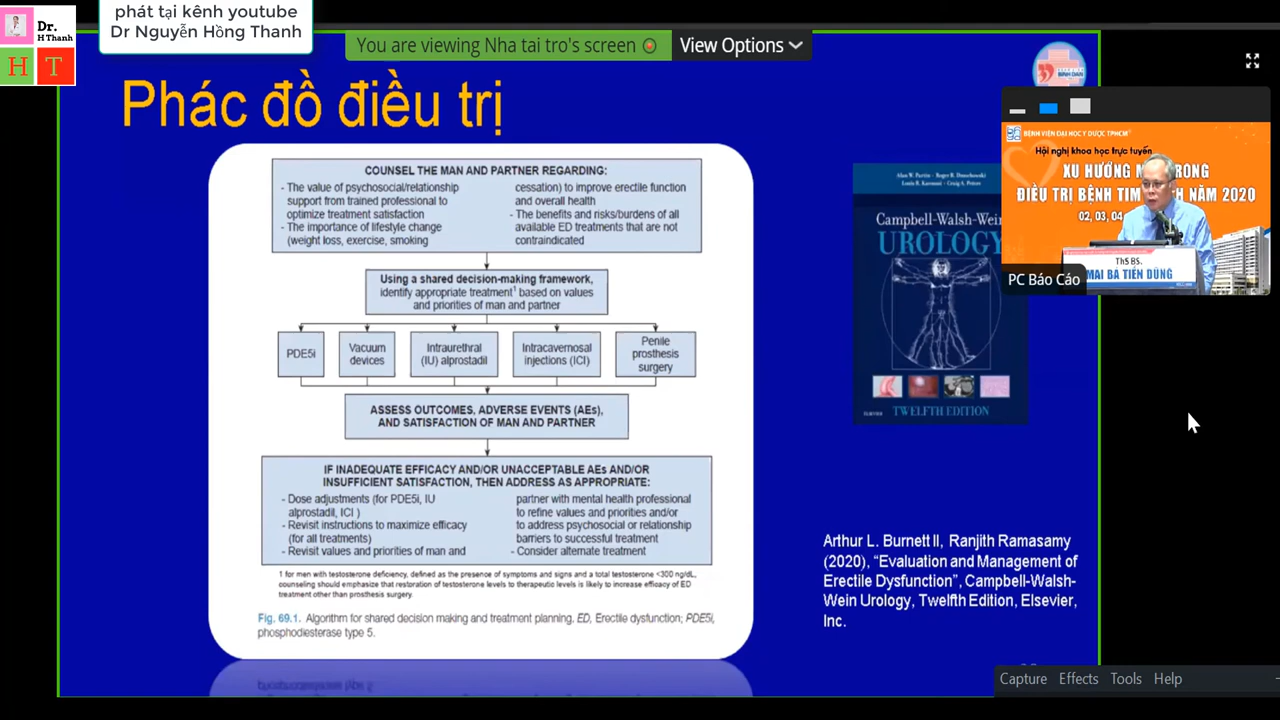 phát tại kênh youtube
Dr Nguyễn Hồng Thanh
Dr.
H Thanh
H T
You are viewing Nha tai tro's screen
View Options
Phác đồ điều trị
BÌNH DÂN
COUNSEL THE MAN AND PARTNER REGARDING:
- The value of psychosocial/relationship
support from trained professional to
optimize treatment satisfaction
- The importance of lifestyle change
(weight loss, exercise, smoking
cessation) to improve erectile function
and overall health
- The benefits and risks/burdens of all
available ED treatments that are not
contraindicated
Using a shared decision-making framework,
identify appropriate treatment¹ based on values
and priorities of man and partner
PDE5i
Vacuum
devices
Intraurethral
(IU) alprostadil
Intracavernosal
injections (ICI)
Penile
prosthesis
surgery
ASSESS OUTCOMES, ADVERSE EVENTS (AEs),
AND SATISFACTION OF MAN AND PARTNER
IF INADEQUATE EFFICACY AND/OR UNACCEPTABLE AEs AND/OR
INSUFFICIENT SATISFACTION, THEN ADDRESS AS APPROPRIATE:
- Dose adjustments (for PDE5i, IU
alprostadil, ICI )
- Revisit instructions to maximize efficacy
(for all treatments)
- Revisit values and priorities of man and
partner with mental health professional
to refine values and priorities and/or
to address psychosocial or relationship
barriers to successful treatment
- Consider alternate treatment
1 for men with testosterone deficiency, defined as the presence of symptoms and signs and a total testosterone <300 ng/dL,
counseling should emphasize that restoration of testosterone levels to therapeutic levels is likely to increase efficacy of ED
treatment other than prosthesis surgery.
Fig. 69.1. Algorithm for shared decision making and treatment planning. ED, Erectile dysfunction; PDE5i,
phosphodiesterase type 5.
Alan W. Partin Roger R. Dmochowski
Louis R. Kavoussi Craig A. Peters
Campbell-Walsh-Wein
UROLOGY
TWELFTH EDITION
ELSEVIER
BỆNH VIỆN ĐẠI HỌC Y DƯỢC TPHCM
Hội nghị khoa học trực tuyến
XU HƯỚNG TRONG
ĐIỀU TRỊ BỆNH TIM NĂM 2020
02, 03, 04
ThS BS.
MAI BÁ TIẾN DŨNG
PC Báo Cáo
Arthur L. Burnett II, Ranjith Ramasamy
(2020), “Evaluation and Management of
Erectile Dysfunction”, Campbell-Walsh-
Wein Urology, Twelfth Edition, Elsevier,
Inc.
Capture Effects Tools Help